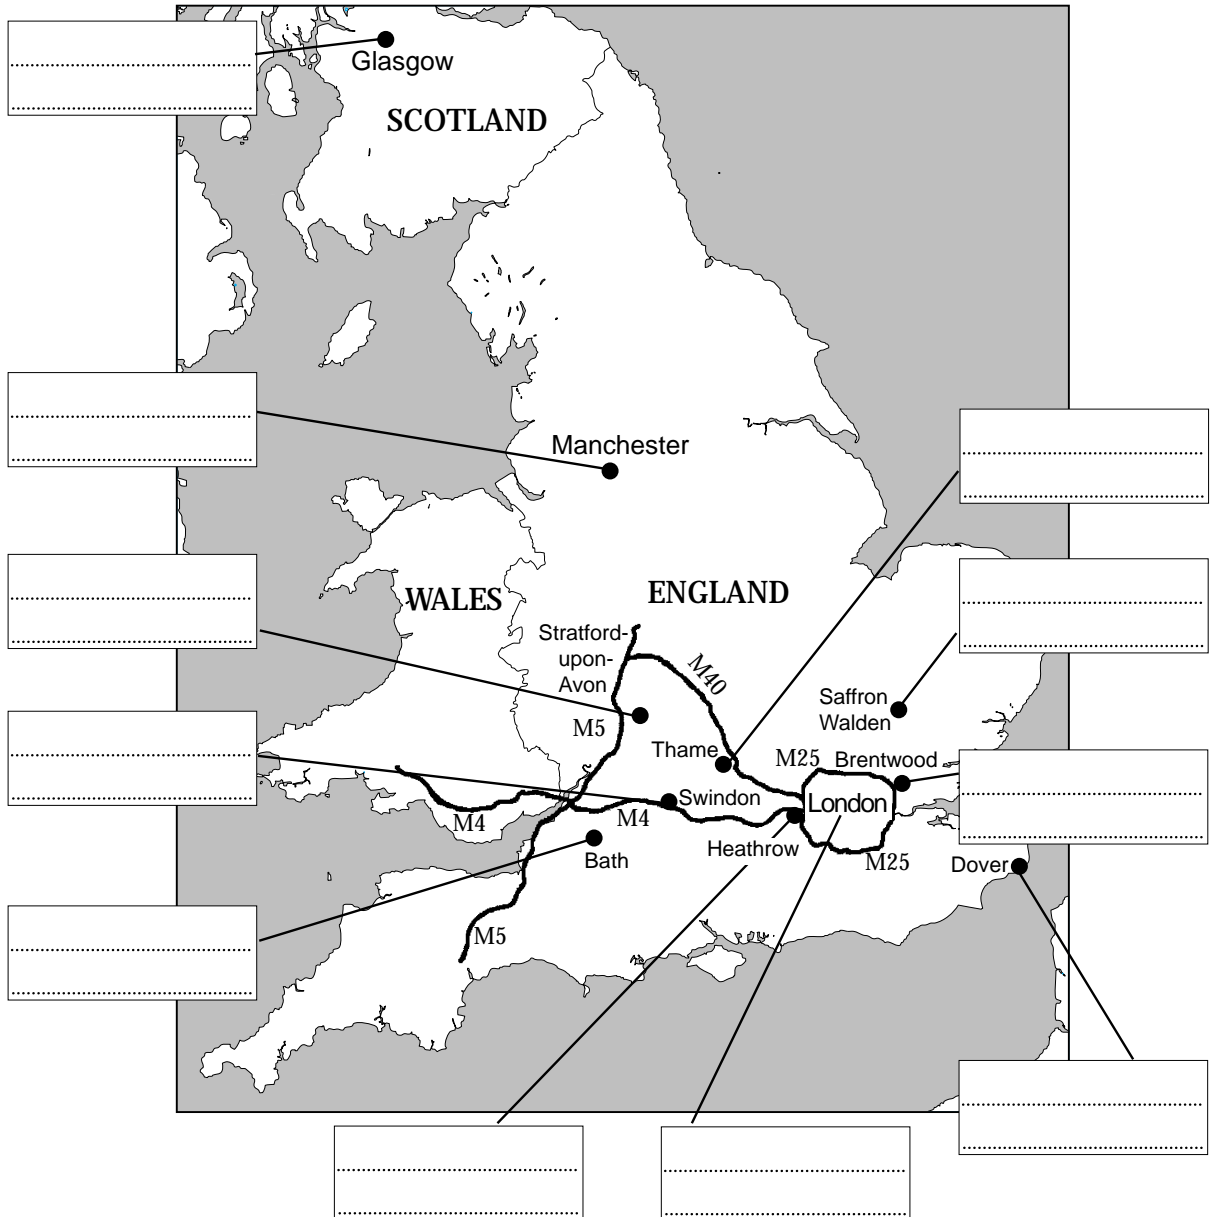 Glasgow
SCOTLAND
Manchester
WALES
ENGLAND
Stratford-
upon-
Avon
M40
Saffron
Walden
M5
Thame
M25
Brentwood
Swindon
London
M4
M4
Heathrow
Bath
M25
Dover
M5